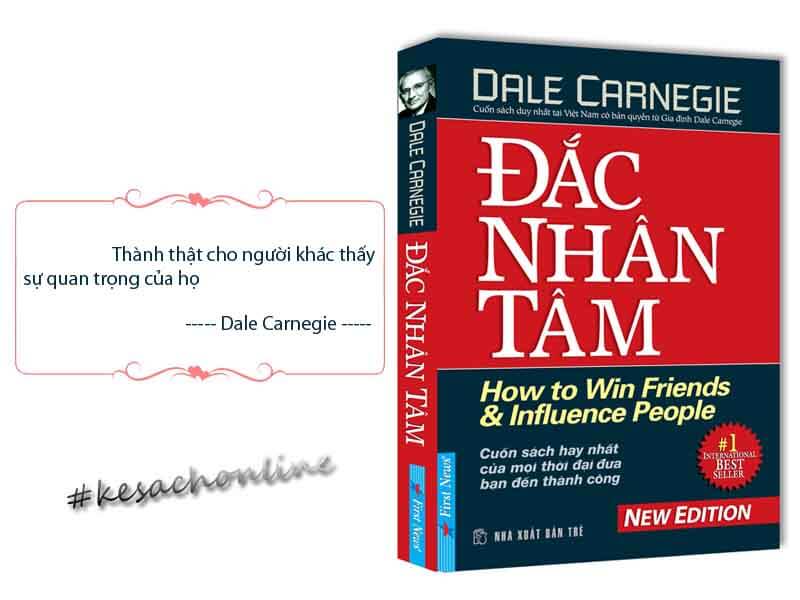 Thành thật cho người khác thấy
sự quan trọng của họ
----- Dale Carnegie -----
#kesachonline
DALE CARNEGIE
ĐẮC NHÂN TÂM
First News
DALE CARNEGIE
Cuốn sách duy nhất tại Việt Nam có bản quyền từ Gia đình Dale Carnegie
ĐẮC
NHÂN
TÂM
How to Win Friends
& Influence People
Cuốn sách hay nhất
của mọi thời đại đưa
bạn đến thành công
#1
INTERNATIONAL
BEST
SELLER
NEW EDITION
First News
NHÀ XUẤT BẢN TRẺ